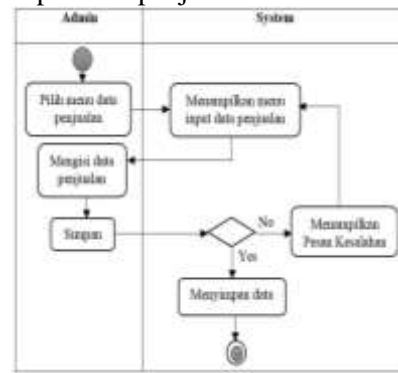 Admin
System
Pilih menu data
penjualan
Menampilkan menu
input data penjualan
Mengisi data
penjualan
Simpan
No
Menampilkan
Pesan Kesalahan
Yes
Menyimpan data